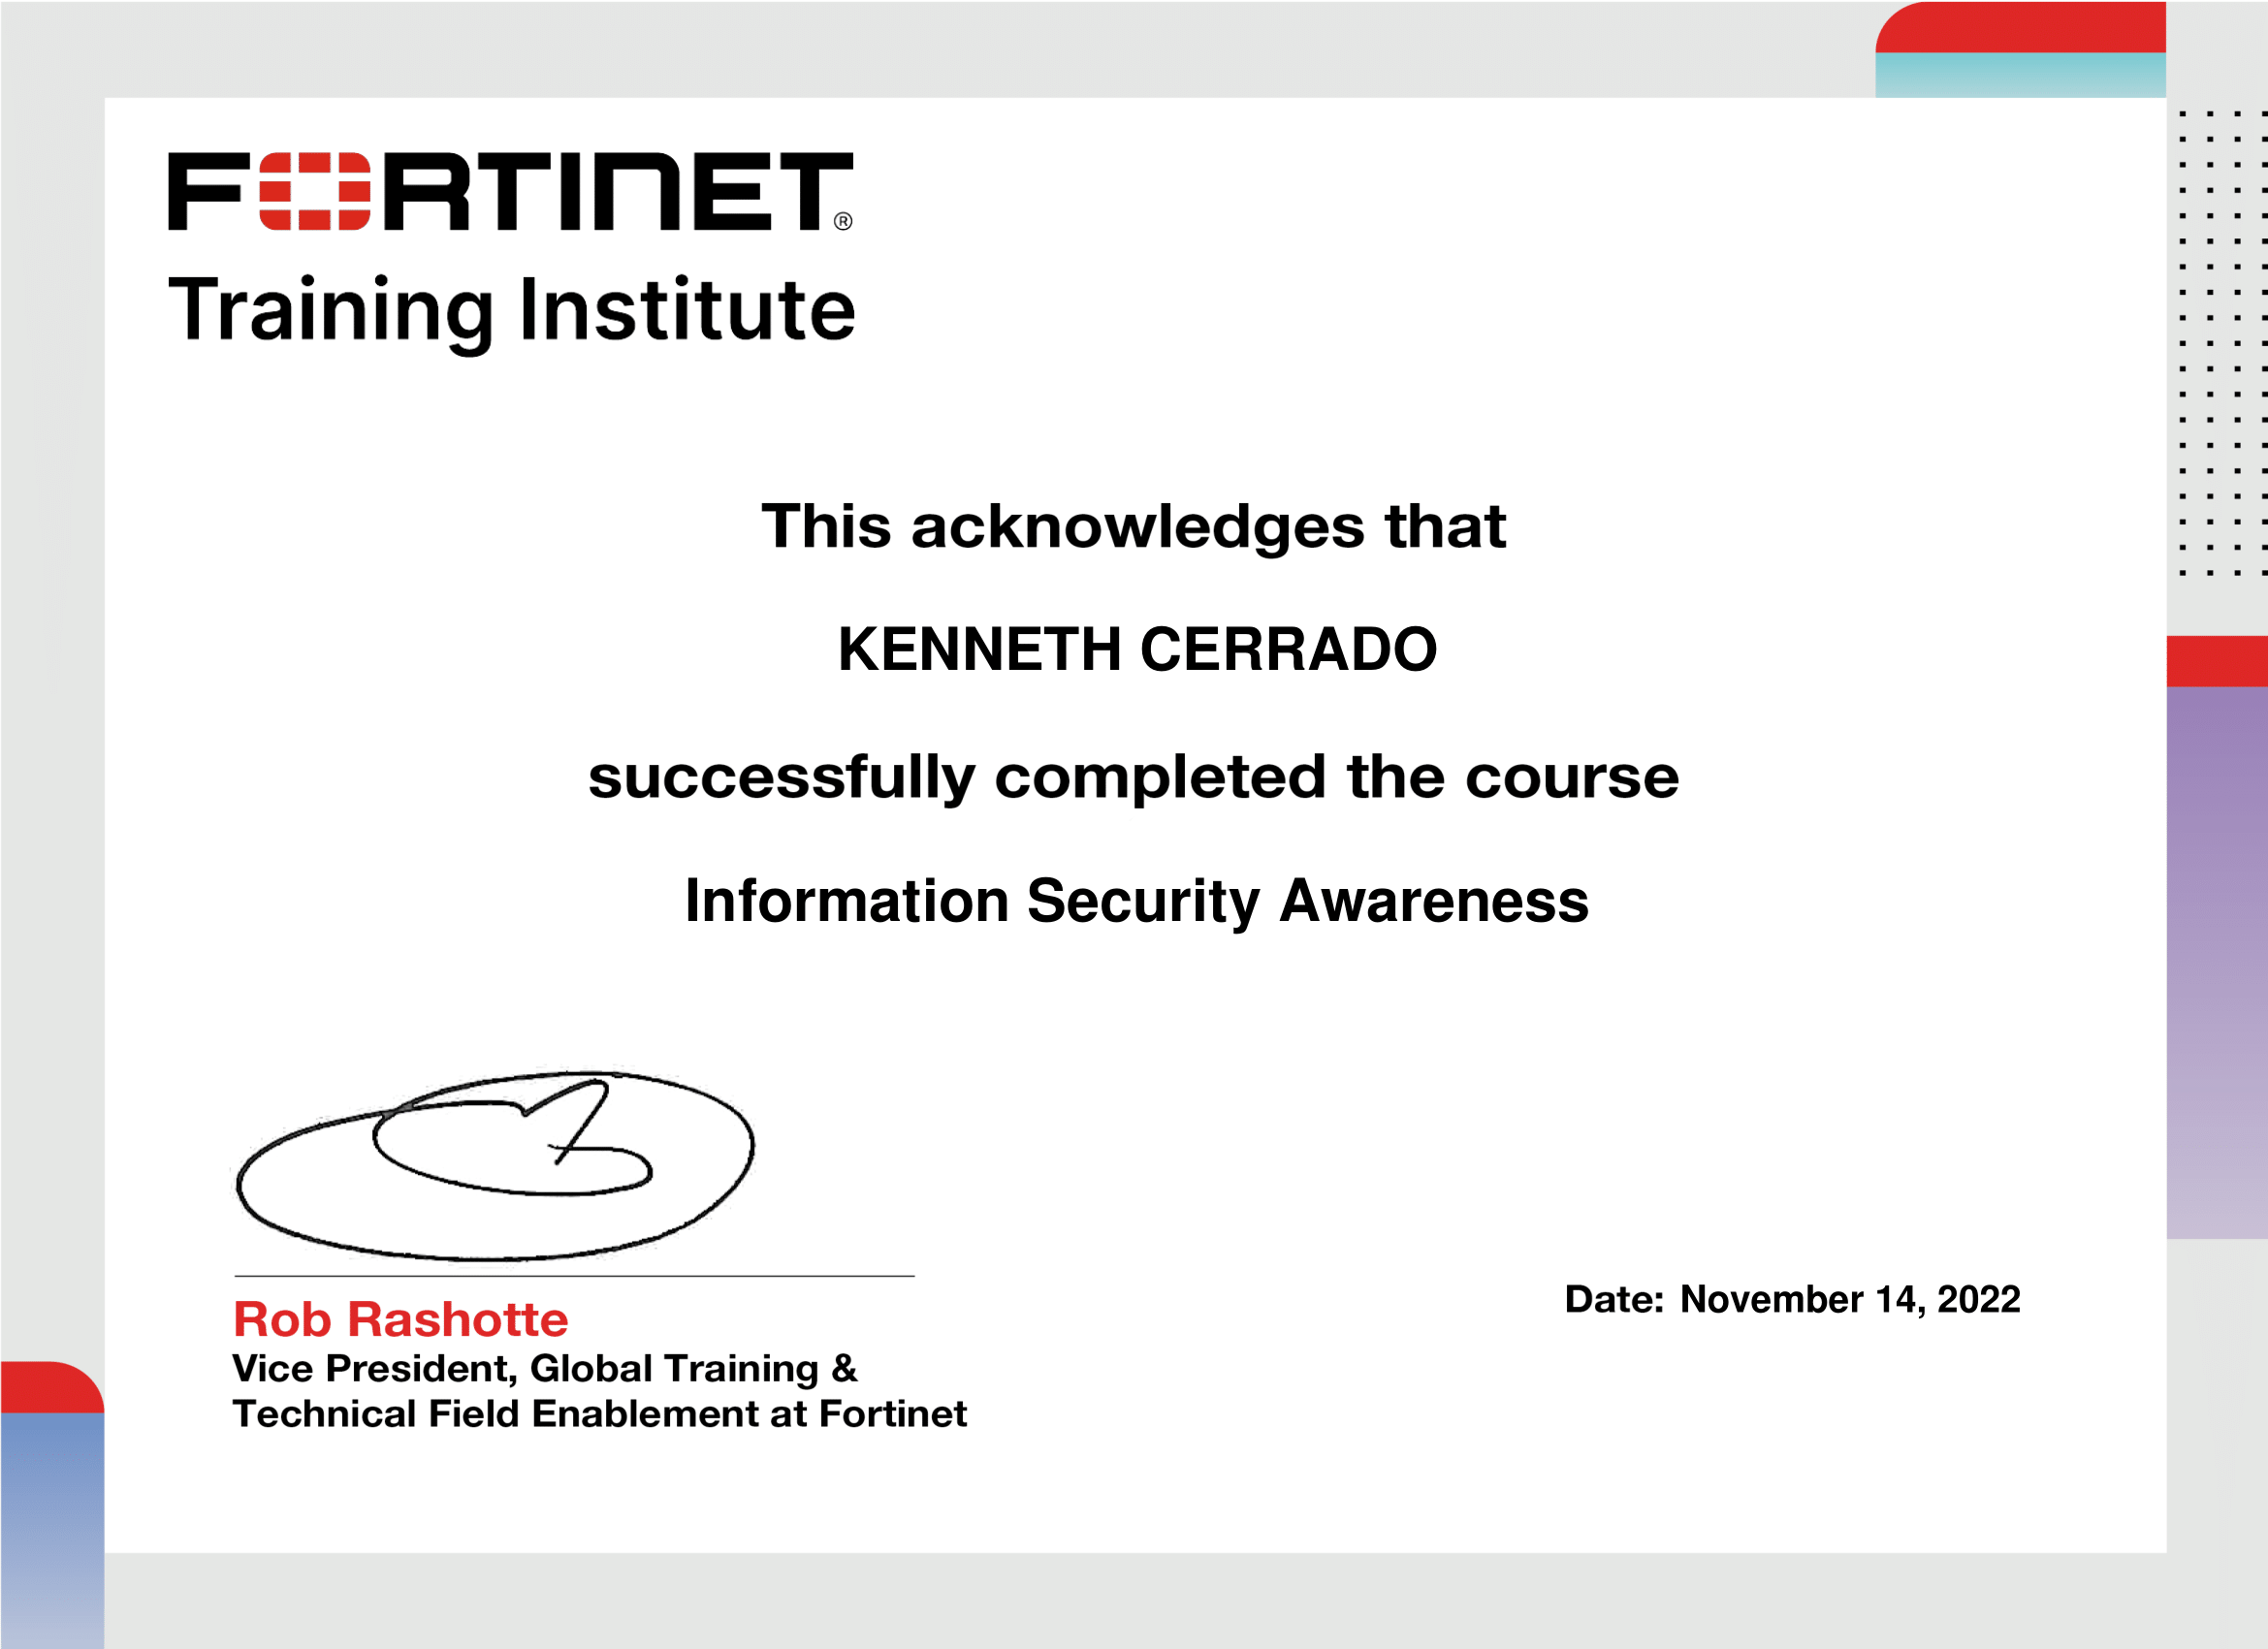 FORTINET®
Training Institute
This acknowledges that
KENNETH CERRADO
successfully completed the course
Information Security Awareness
Rob Rashotte
Vice President, Global Training &
Technical Field Enablement at Fortinet
Date: November 14, 2022